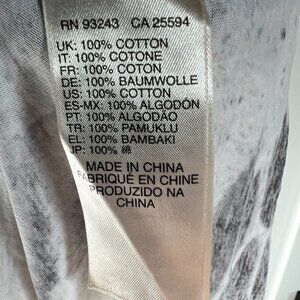 RN 93243 CA 25594
UK: 100% COTTON
IT: 100% COTONE
FR: 100% COTON
DE: 100% BAUMWOLLE
US: 100% COTTON
ES-MX: 100% ALGODÓN
PT: 100% ALGODÃO
TR: 100% PAMUKLU
EL: 100% BAMBAKI
JP: 100% 綿
MADE IN CHINA
FABRIQUÉ EN CHINE
PRODUZIDO NA
CHINA